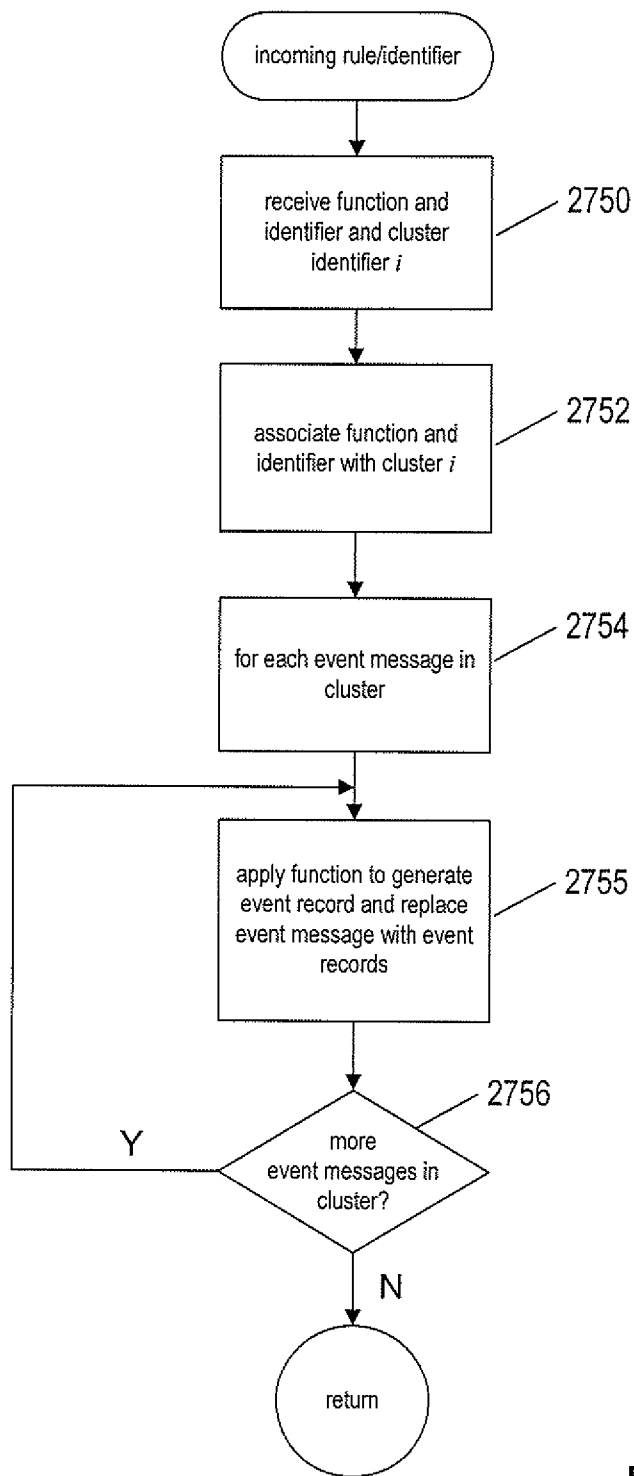 incoming rule/identifier
receive function and
identifier and cluster
identifier i
2750
associate function and
identifier with cluster i
2752
for each event message in
cluster
2754
apply function to generate
event record and replace
event message with event
records
2755
more
event messages in
cluster?
2756
Y
N
return